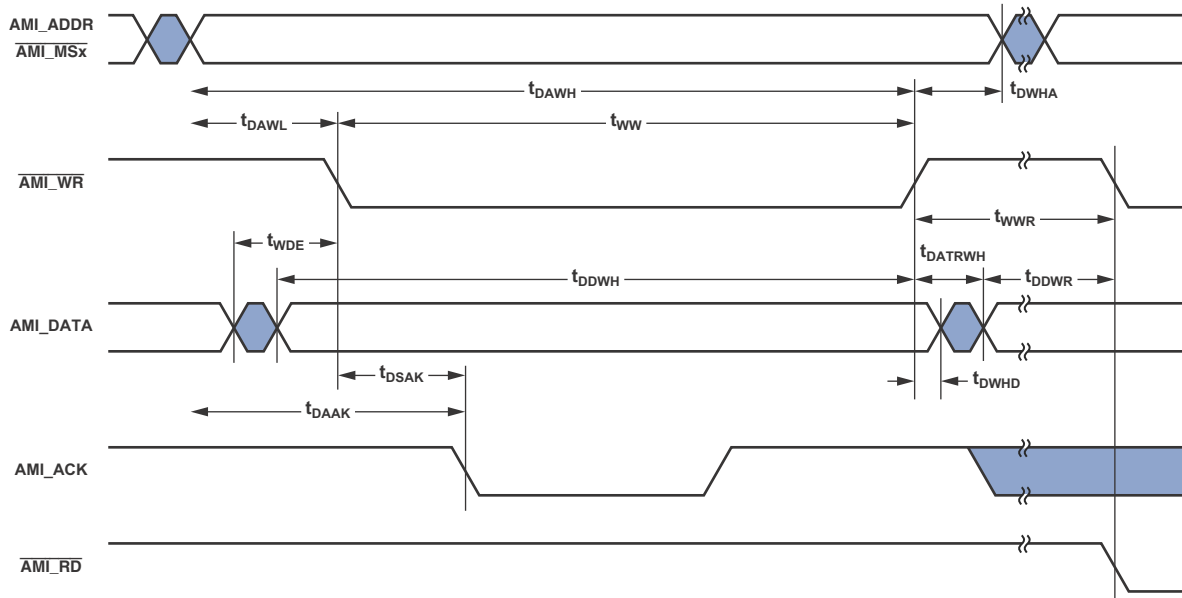 AMI_ADDR
AMI_MSx
tDAWH
tDWHA
tDAWL
tWW
AMI_WR
tWWR
tWDE
tDATRWH
tDDWH
tDDWR
AMI_DATA
tDSAK
tDWHD
tDAAK
AMI_ACK
AMI_RD